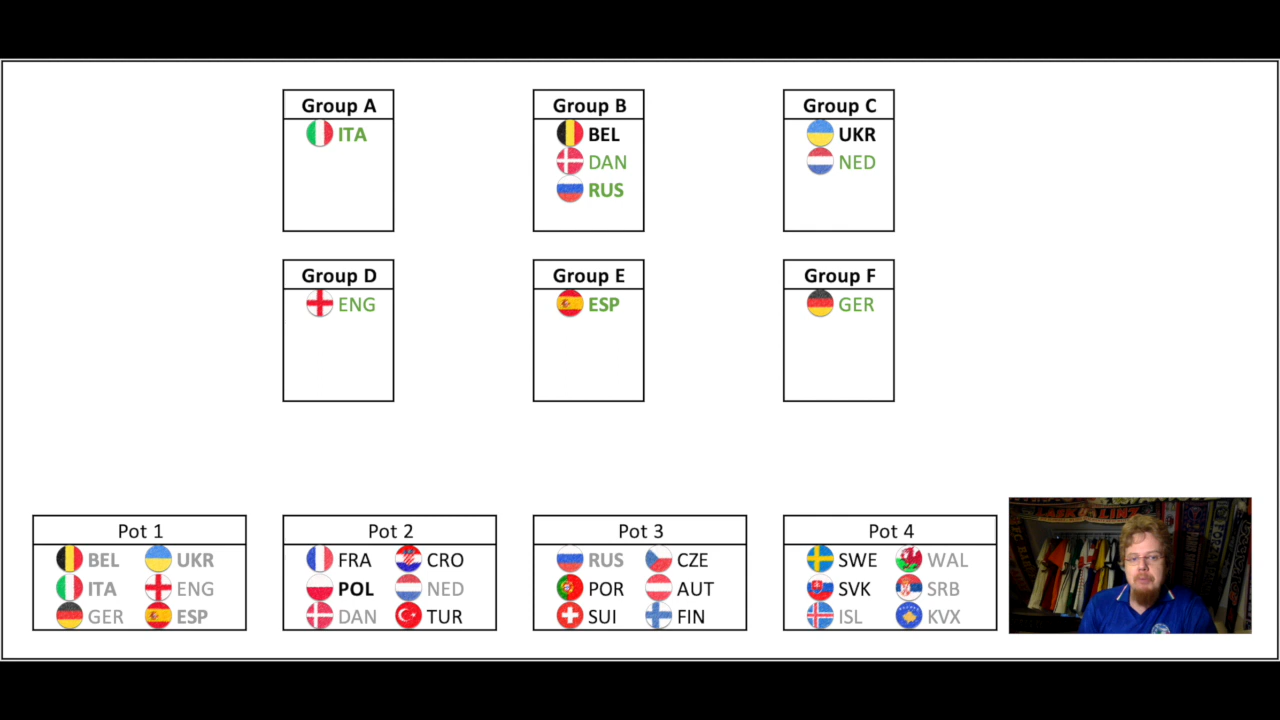 Group A
ITA
Group B
BEL
DAN
RUS
Group C
UKR
NED
Group D
ENG
Group E
ESP
Group F
GER
Pot 1
BEL UKR
ITA ENG
GER ESP
Pot 2
FRA CRO
POL NED
DAN TUR
Pot 3
RUS CZE
POR AUT
SUI FIN
Pot 4
SWE WAL
SVK SRB
ISL KVX